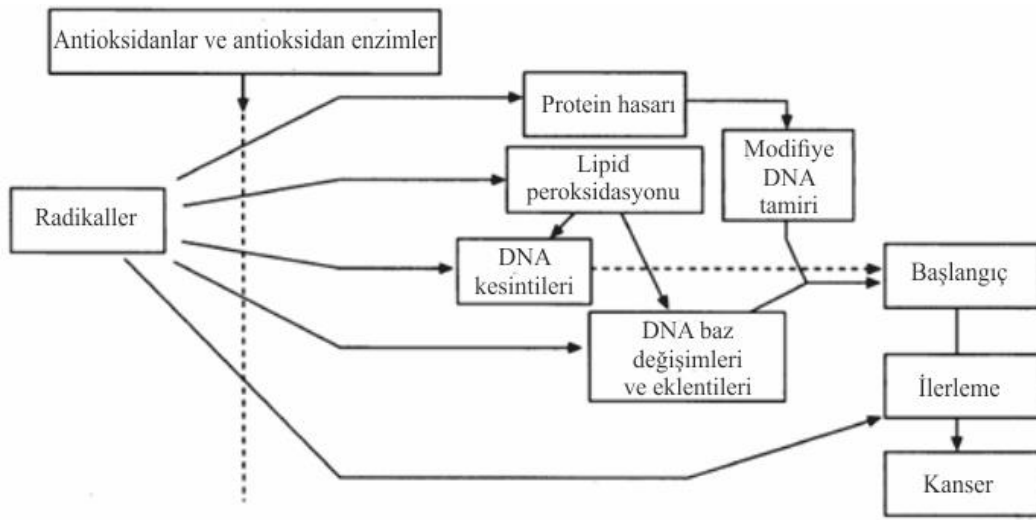 Antioksidanlar ve antioksidan enzimler
Protein hasarı
Lipid
peroksidasyonu
Modifiye
DNA
tamiri
Radikaller
DNA
kesintileri
Başlangıç
DNA baz
değişimleri
ve eklentileri
İlerleme
Kanser